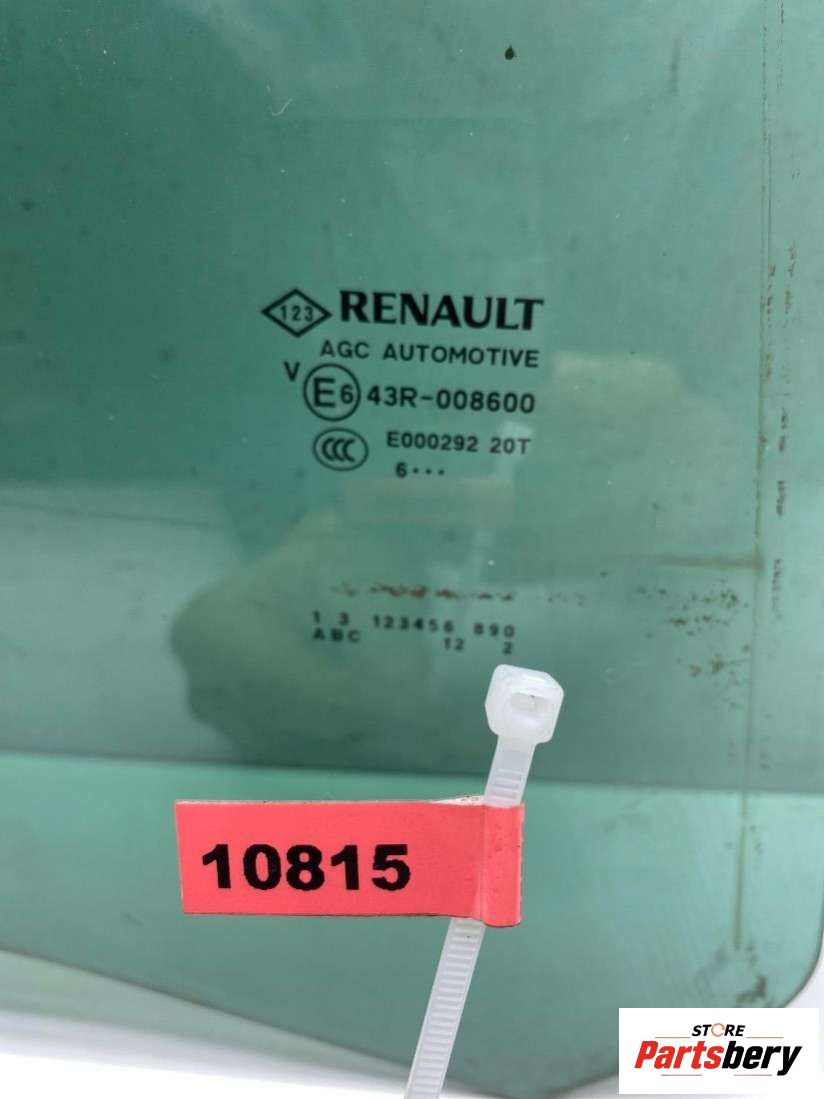 123 RENAULT
AGC AUTOMOTIVE
V E6 43R-008600
CCC E000292 20T
6...
1 3 123456 890
ABC 12 2
10815
STORE
Partsbery